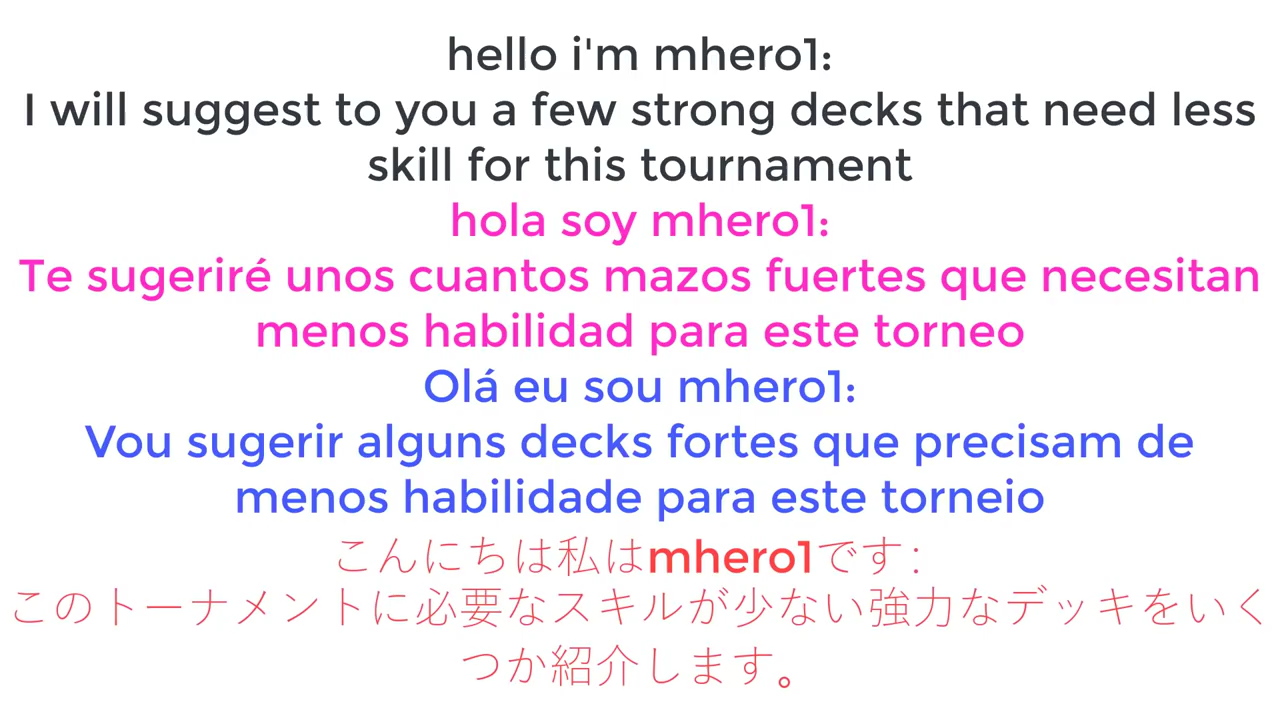 hello i'm mhero1:
I will suggest to you a few strong decks that need less
skill for this tournament
hola soy mhero1:
Te sugeriré unos cuantos mazos fuertes que necesitan
menos habilidad para este torneo
Olá eu sou mhero1:
Vou sugerir alguns decks fortes que precisam de
menos habilidade para este torneio
こんにちは私はmhero1です:
このトーナメントに必要なスキルが少ない強力なデッキをいく
つか紹介します。